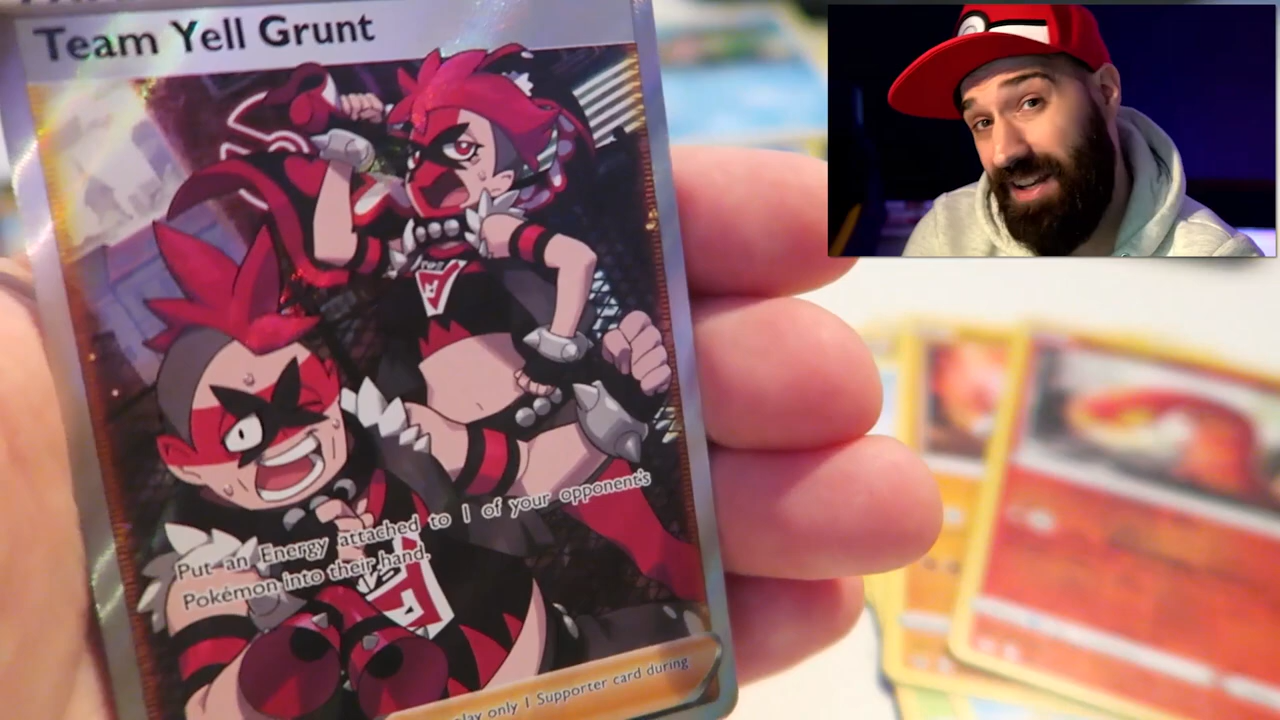 Team Yell Grunt
Put an Energy attached to 1 of your opponent's
Pokémon into their hand.
play only 1 Supporter card during